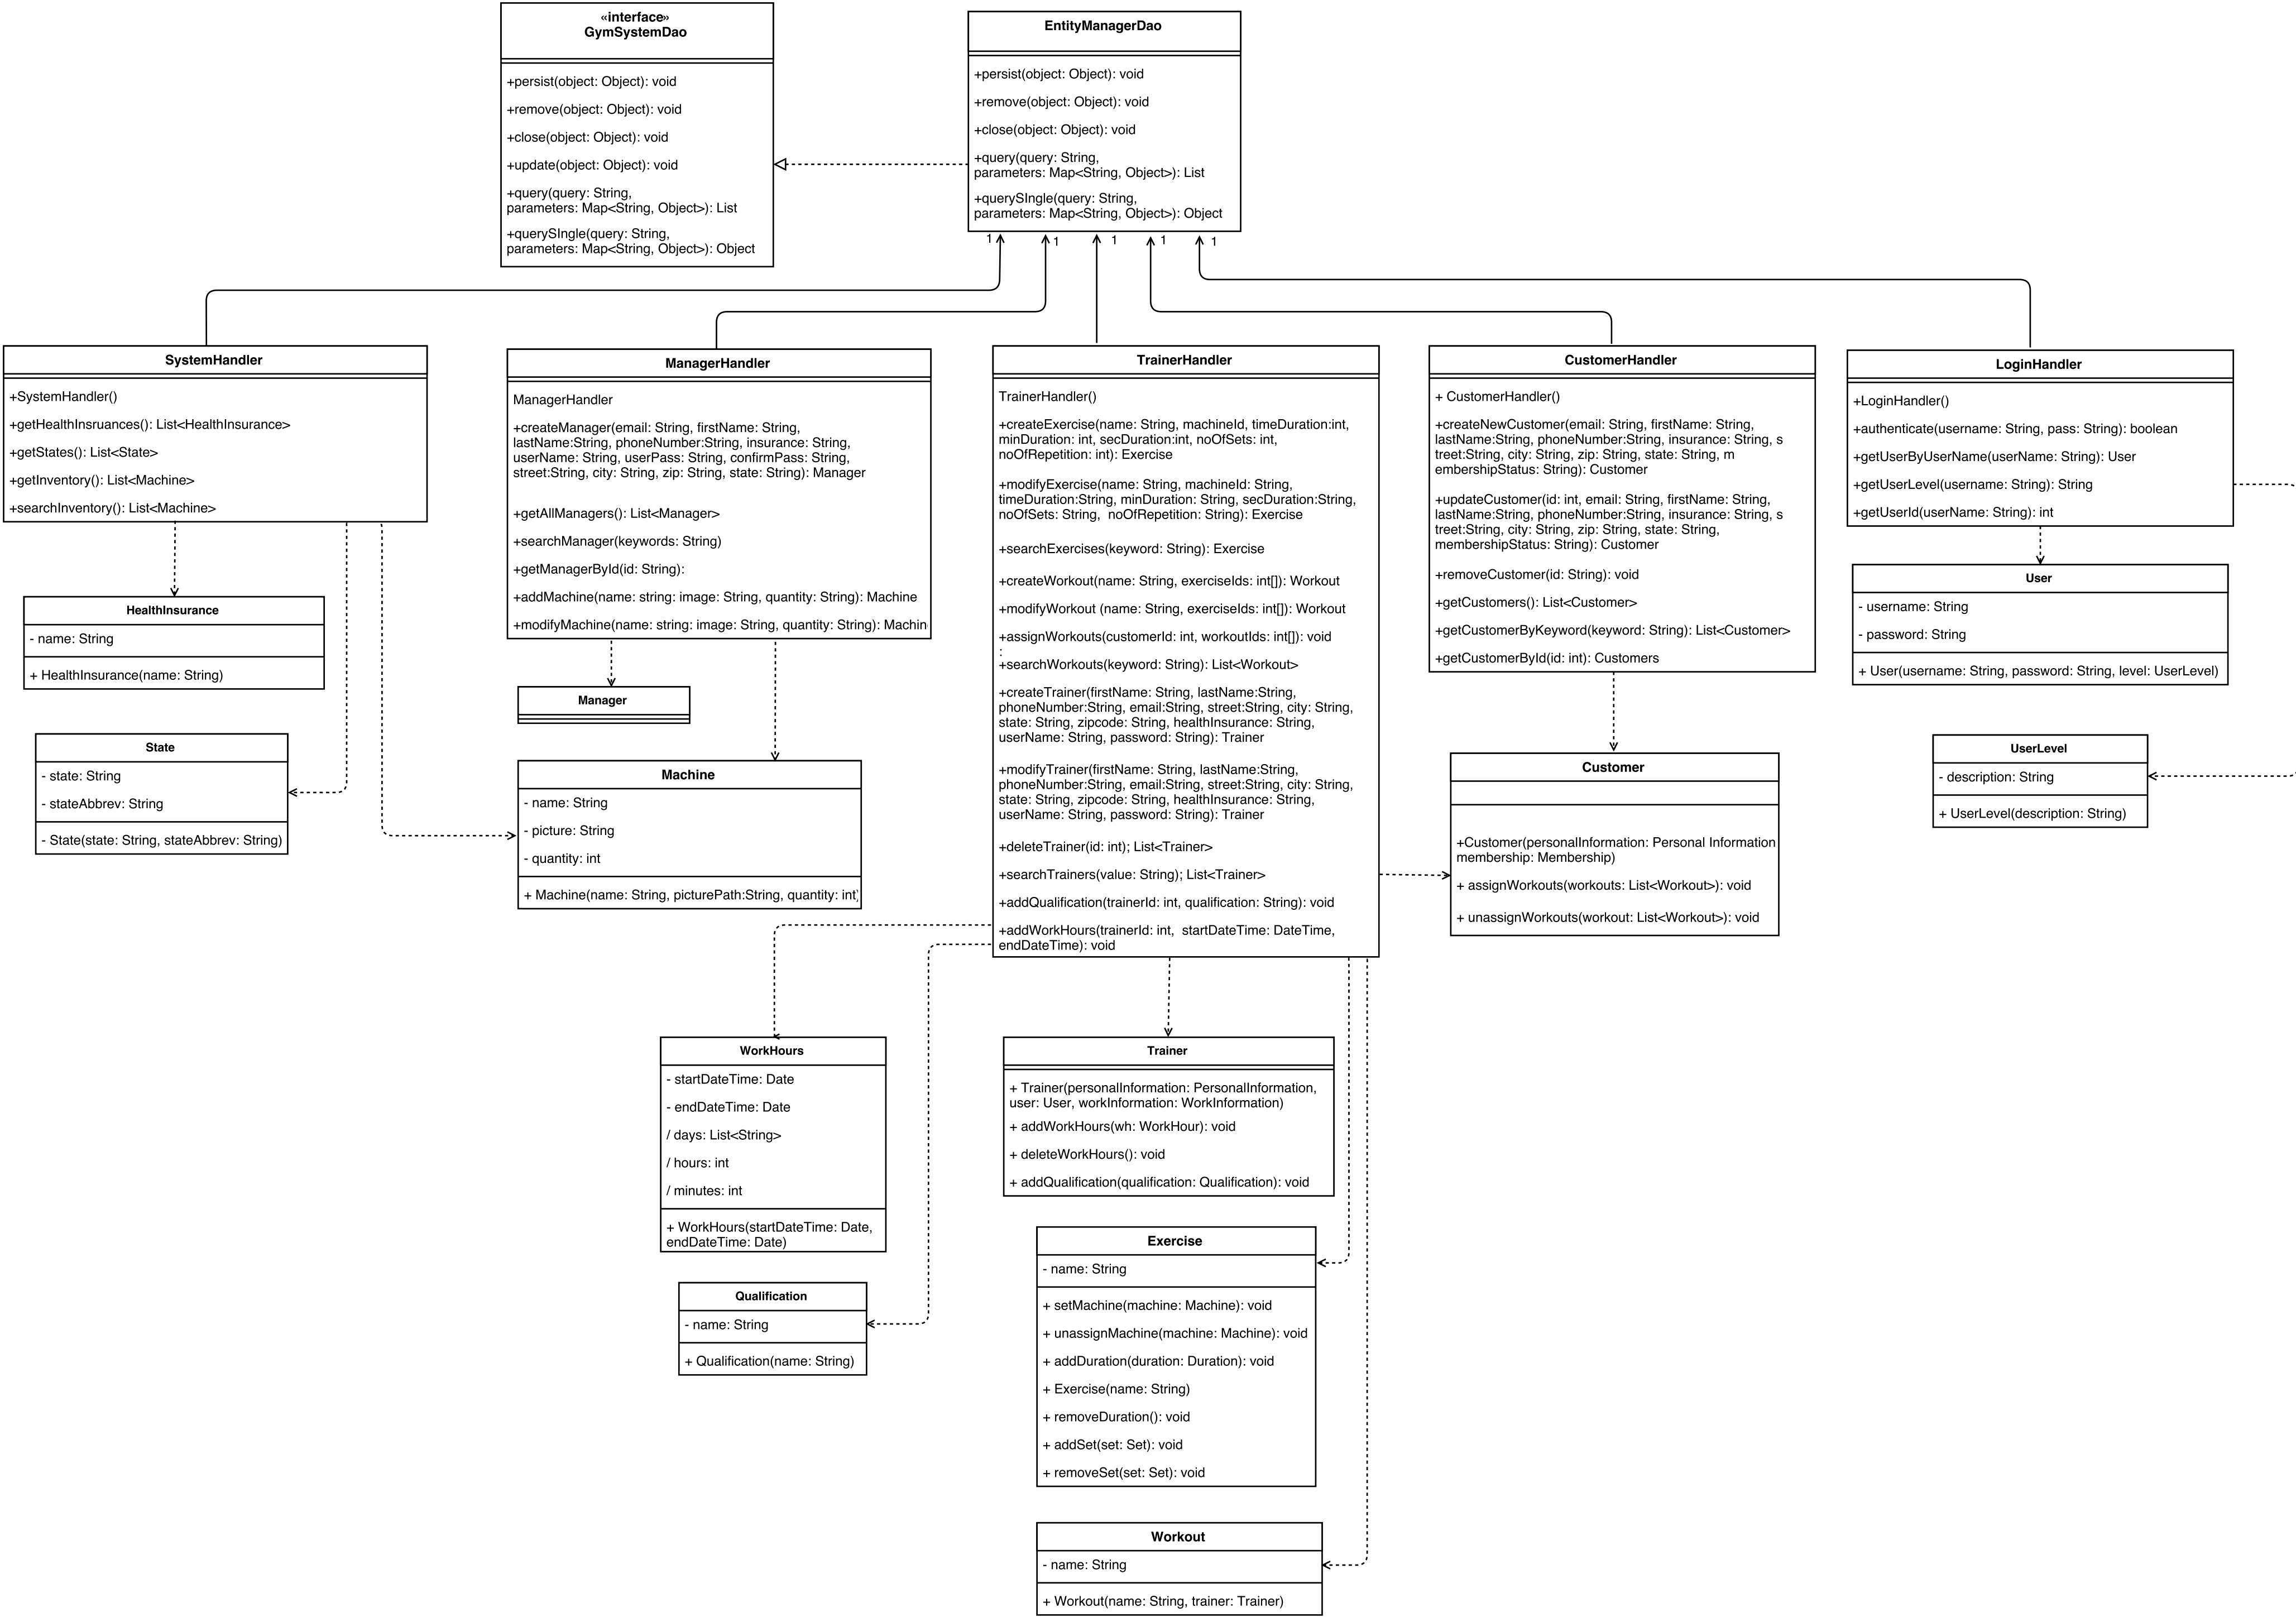 «interface»
GymSystemDao
+persist(object: Object): void
+remove(object: Object): void
+close(object: Object): void
+update(object: Object): void
+query(query: String,
parameters: Map<String, Object>): List
+querySIngle(query: String,
parameters: Map<String, Object>): Object
EntityManagerDao
+persist(object: Object): void
+remove(object: Object): void
+close(object: Object): void
+query(query: String,
parameters: Map<String, Object>): List
+querySIngle(query: String,
parameters: Map<String, Object>): Object
1
1
1
1
1
SystemHandler
+SystemHandler()
+getHealthInsruances(): List<HealthInsurance>
+getStates(): List<State>
+getInventory(): List<Machine>
+searchInventory(): List<Machine>
ManagerHandler
ManagerHandler
+createManager(email: String, firstName: String,
lastName:String, phoneNumber:String, insurance: String,
userName: String, userPass: String, confirmPass: String,
street:String, city: String, zip: String, state: String): Manager
+getAllManagers(): List<Manager>
+searchManager(keywords: String)
+getManagerById(id: String):
+addMachine(name: string: image: String, quantity: String): Machine
+modifyMachine(name: string: image: String, quantity: String): Machin
TrainerHandler
TrainerHandler()
+createExercise(name: String, machineId, timeDuration:int,
minDuration: int, secDuration:int, noOfSets: int,
noOfRepetition: int): Exercise
+modifyExercise(name: String, machineId: String,
timeDuration:String, minDuration: String, secDuration:String,
noOfSets: String,  noOfRepetition: String): Exercise
+searchExercises(keyword: String): Exercise
+createWorkout(name: String, exerciseIds: int[]): Workout
+modifyWorkout (name: String, exerciseIds: int[]): Workout
+assignWorkouts(customerId: int, workoutIds: int[]): void
:
+searchWorkouts(keyword: String): List<Workout>
+createTrainer(firstName: String, lastName:String,
phoneNumber:String, email:String, street:String, city: String,
state: String, zipcode: String, healthInsurance: String,
userName: String, password: String): Trainer
+modifyTrainer(firstName: String, lastName:String,
phoneNumber:String, email:String, street:String, city: String,
state: String, zipcode: String, healthInsurance: String,
userName: String, password: String): Trainer
+deleteTrainer(id: int); List<Trainer>
+searchTrainers(value: String); List<Trainer>
+addQualification(trainerId: int, qualification: String): void
+addWorkHours(trainerId: int,  startDateTime: DateTime,
endDateTime): void
CustomerHandler
+ CustomerHandler()
+createNewCustomer(email: String, firstName: String,
lastName:String, phoneNumber:String, insurance: String, s
treet:String, city: String, zip: String, state: String, m
embershipStatus: String): Customer
+updateCustomer(id: int, email: String, firstName: String,
lastName:String, phoneNumber:String, insurance: String, s
treet:String, city: String, zip: String, state: String,
membershipStatus: String): Customer
+removeCustomer(id: String): void
+getCustomers(): List<Customer>
+getCustomerByKeyword(keyword: String): List<Customer>
+getCustomerById(id: int): Customers
LoginHandler
+LoginHandler()
+authenticate(username: String, pass: String): boolean
+getUserByUserName(userName: String): User
+getUserLevel(username: String): String
+getUserId(userName: String): int
HealthInsurance
- name: String
+ HealthInsurance(name: String)
State
- state: String
- stateAbbrev: String
- State(state: String, stateAbbrev: String)
Manager
Machine
- name: String
- picture: String
- quantity: int
+ Machine(name: String, picturePath:String, quantity: int)
User
- username: String
- password: String
+ User(username: String, password: String, level: UserLevel)
UserLevel
- description: String
+ UserLevel(description: String)
Customer
+Customer(personalInformation: Personal Information
membership: Membership)
+ assignWorkouts(workouts: List<Workout>): void
+ unassignWorkouts(workout: List<Workout>): void
WorkHours
- startDateTime: Date
- endDateTime: Date
/ days: List<String>
/ hours: int
/ minutes: int
+ WorkHours(startDateTime: Date,
endDateTime: Date)
Qualification
- name: String
+ Qualification(name: String)
Trainer
+ Trainer(personalInformation: PersonalInformation,
user: User, workInformation: WorkInformation)
+ addWorkHours(wh: WorkHour): void
+ deleteWorkHours(): void
+ addQualification(qualification: Qualification): void
Exercise
- name: String
+ setMachine(machine: Machine): void
+ unassignMachine(machine: Machine): void
+ addDuration(duration: Duration): void
+ Exercise(name: String)
+ removeDuration(): void
+ addSet(set: Set): void
+ removeSet(set: Set): void
Workout
- name: String
+ Workout(name: String, trainer: Trainer)